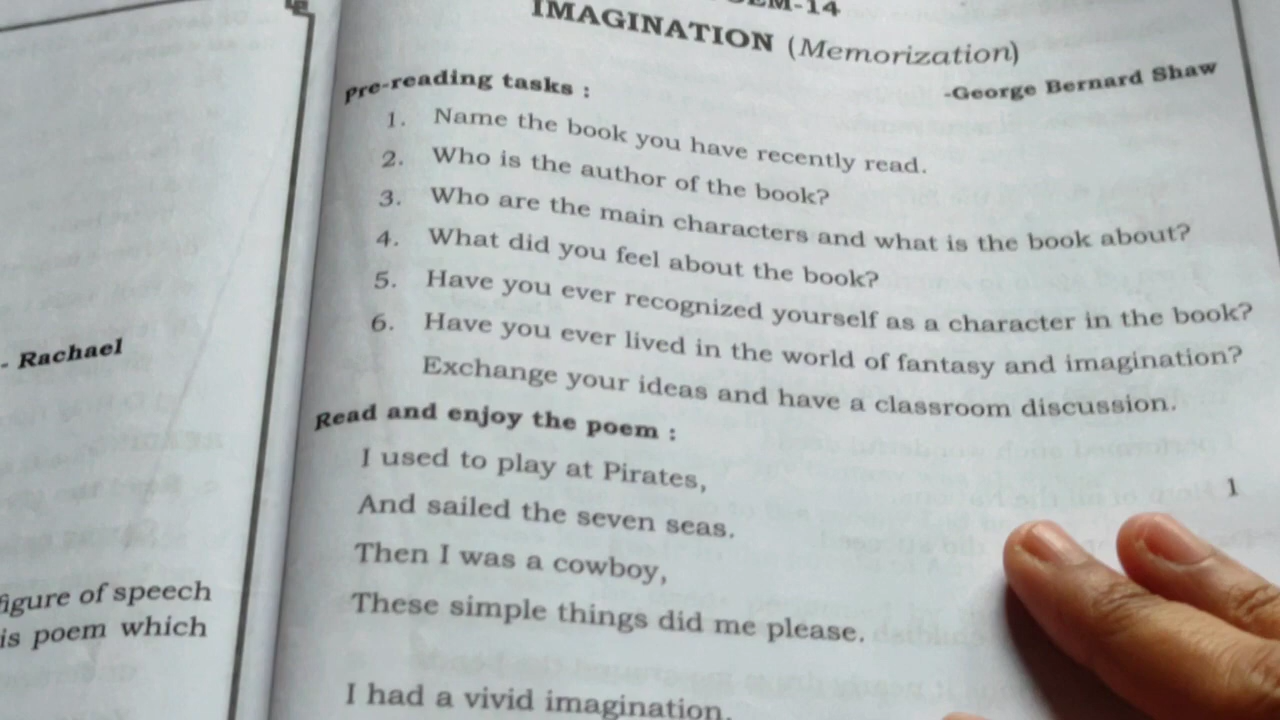 EM-14
IMAGINATION (Memorization)
-George Bernard Shaw
Pre-reading tasks :
1. Name the book you have recently read.
2. Who is the author of the book?
3. Who are the main characters and what is the book about?
4. What did you feel about the book?
5. Have you ever recognized yourself as a character in the book?
6. Have you ever lived in the world of fantasy and imagination?
Exchange your ideas and have a classroom discussion.
Read and enjoy the poem :
I used to play at Pirates,
And sailed the seven seas.
1
Then I was a cowboy,
These simple things did me please.
I had a vivid imagination.
- Rachael
figure of speech
is poem which